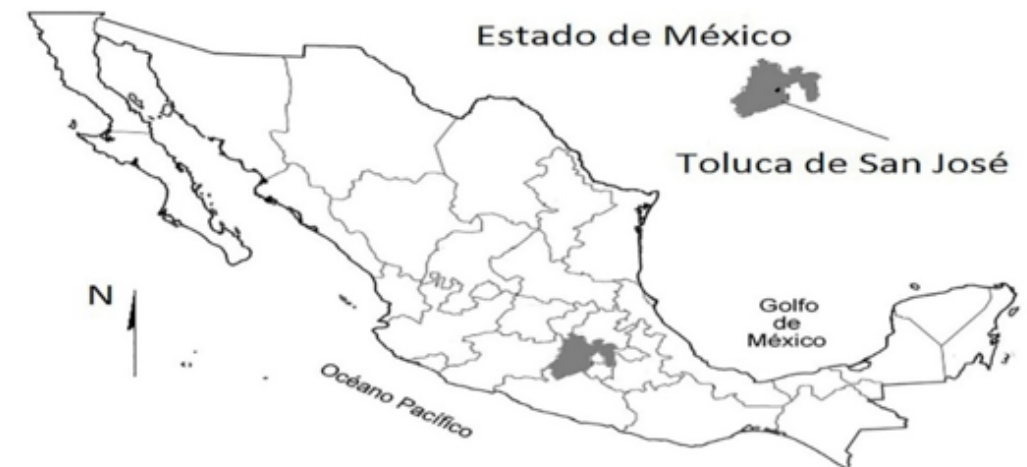 Estado de México
Toluca de San José
N
Golfo
de
México
Océano Pacífico